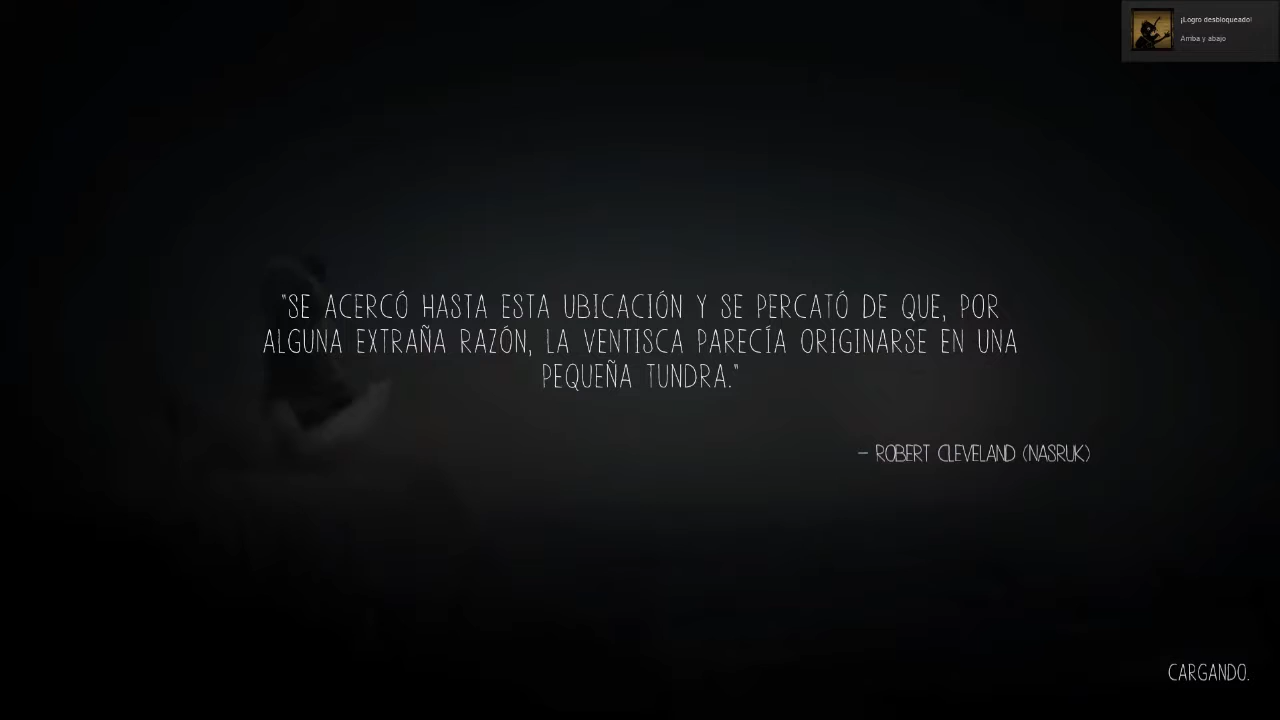 ¡Logro desbloqueado!
Arriba y abajo
"SE ACERCÓ HASTA ESTA UBICACIÓN Y SE PERCATÓ DE QUE, POR
ALGUNA EXTRAÑA RAZÓN, LA VENTISCA PARECÍA ORIGINARSE EN UNA
PEQUEÑA TUNDRA."
– ROBERT CLEVELAND (NASRUK)
CARGANDO.